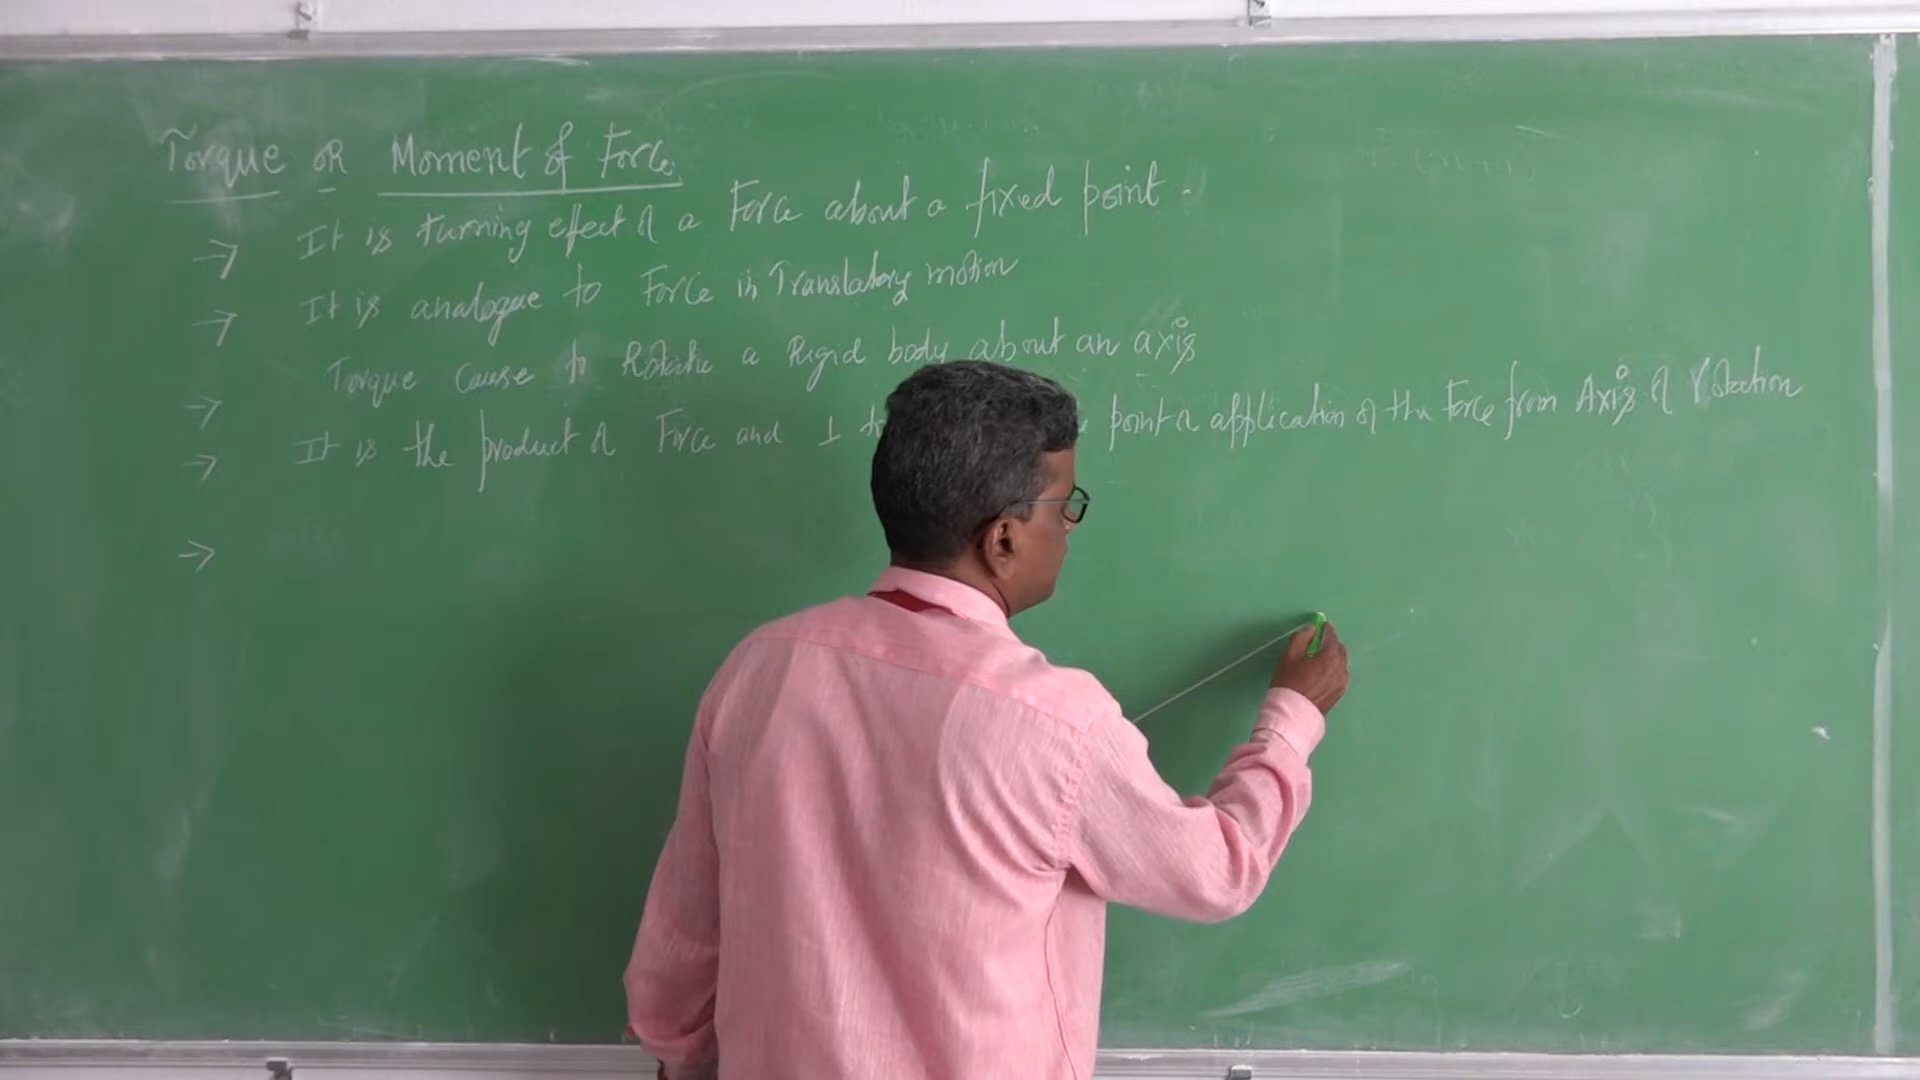 Torque OR Moment of Force
→ It is turning effect of a Force about a fixed point.
→ It is analogue to Force in Translatory motion
→ Torque cause to Rotate a Rigid body about an axis
→ It is the product of Force and ⊥ point of application of the Force from Axis of rotation
→